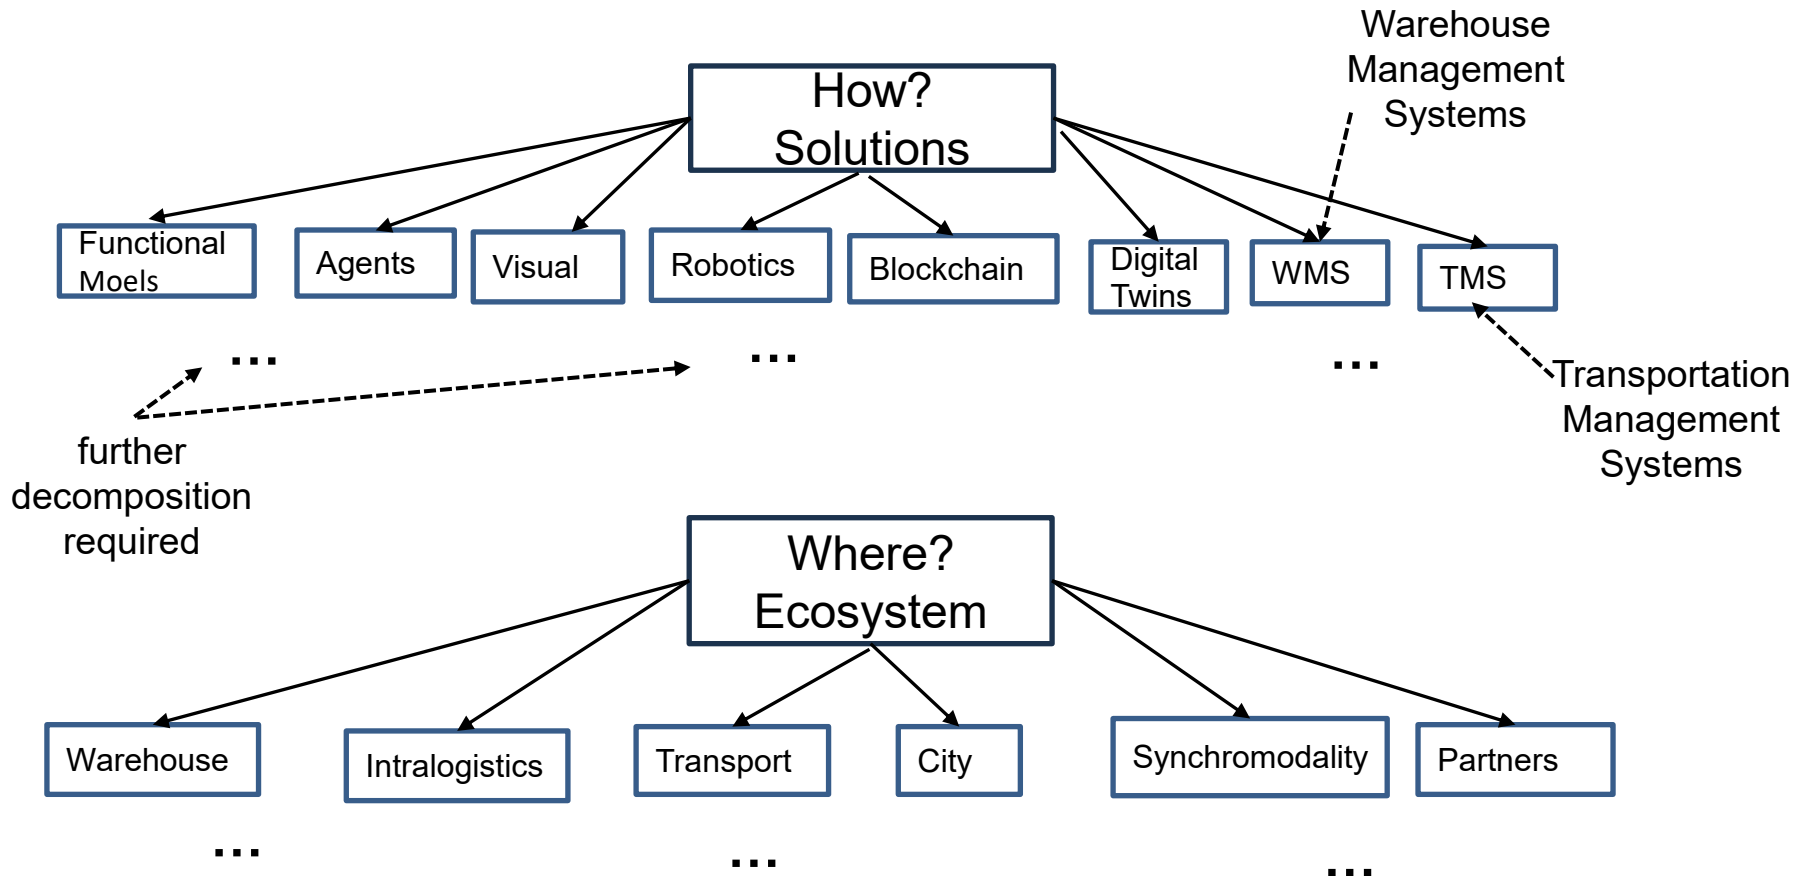 Warehouse
Management
Systems
How?
Solutions
Functional
Moels
Agents
Visual
Robotics
Blockchain
Digital
Twins
WMS
TMS
...
...
...
further
decomposition
required
Transportation
Management
Systems
Where?
Ecosystem
Warehouse
Intralogistics
Transport
City
Synchromodality
Partners
...
...
...